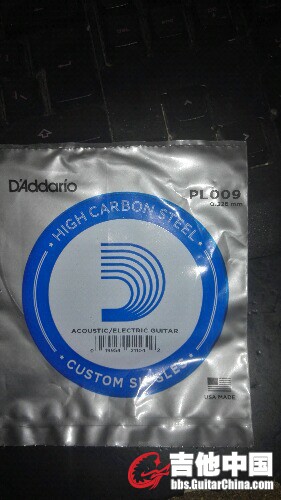 D'Addario
PL009
HIGH CARBON STEEL
ACOUSTIC/ELECTRIC GUITAR
CUSTOM SINGLES
USA MADE
吉他中国
bbs.GuitarChina.com